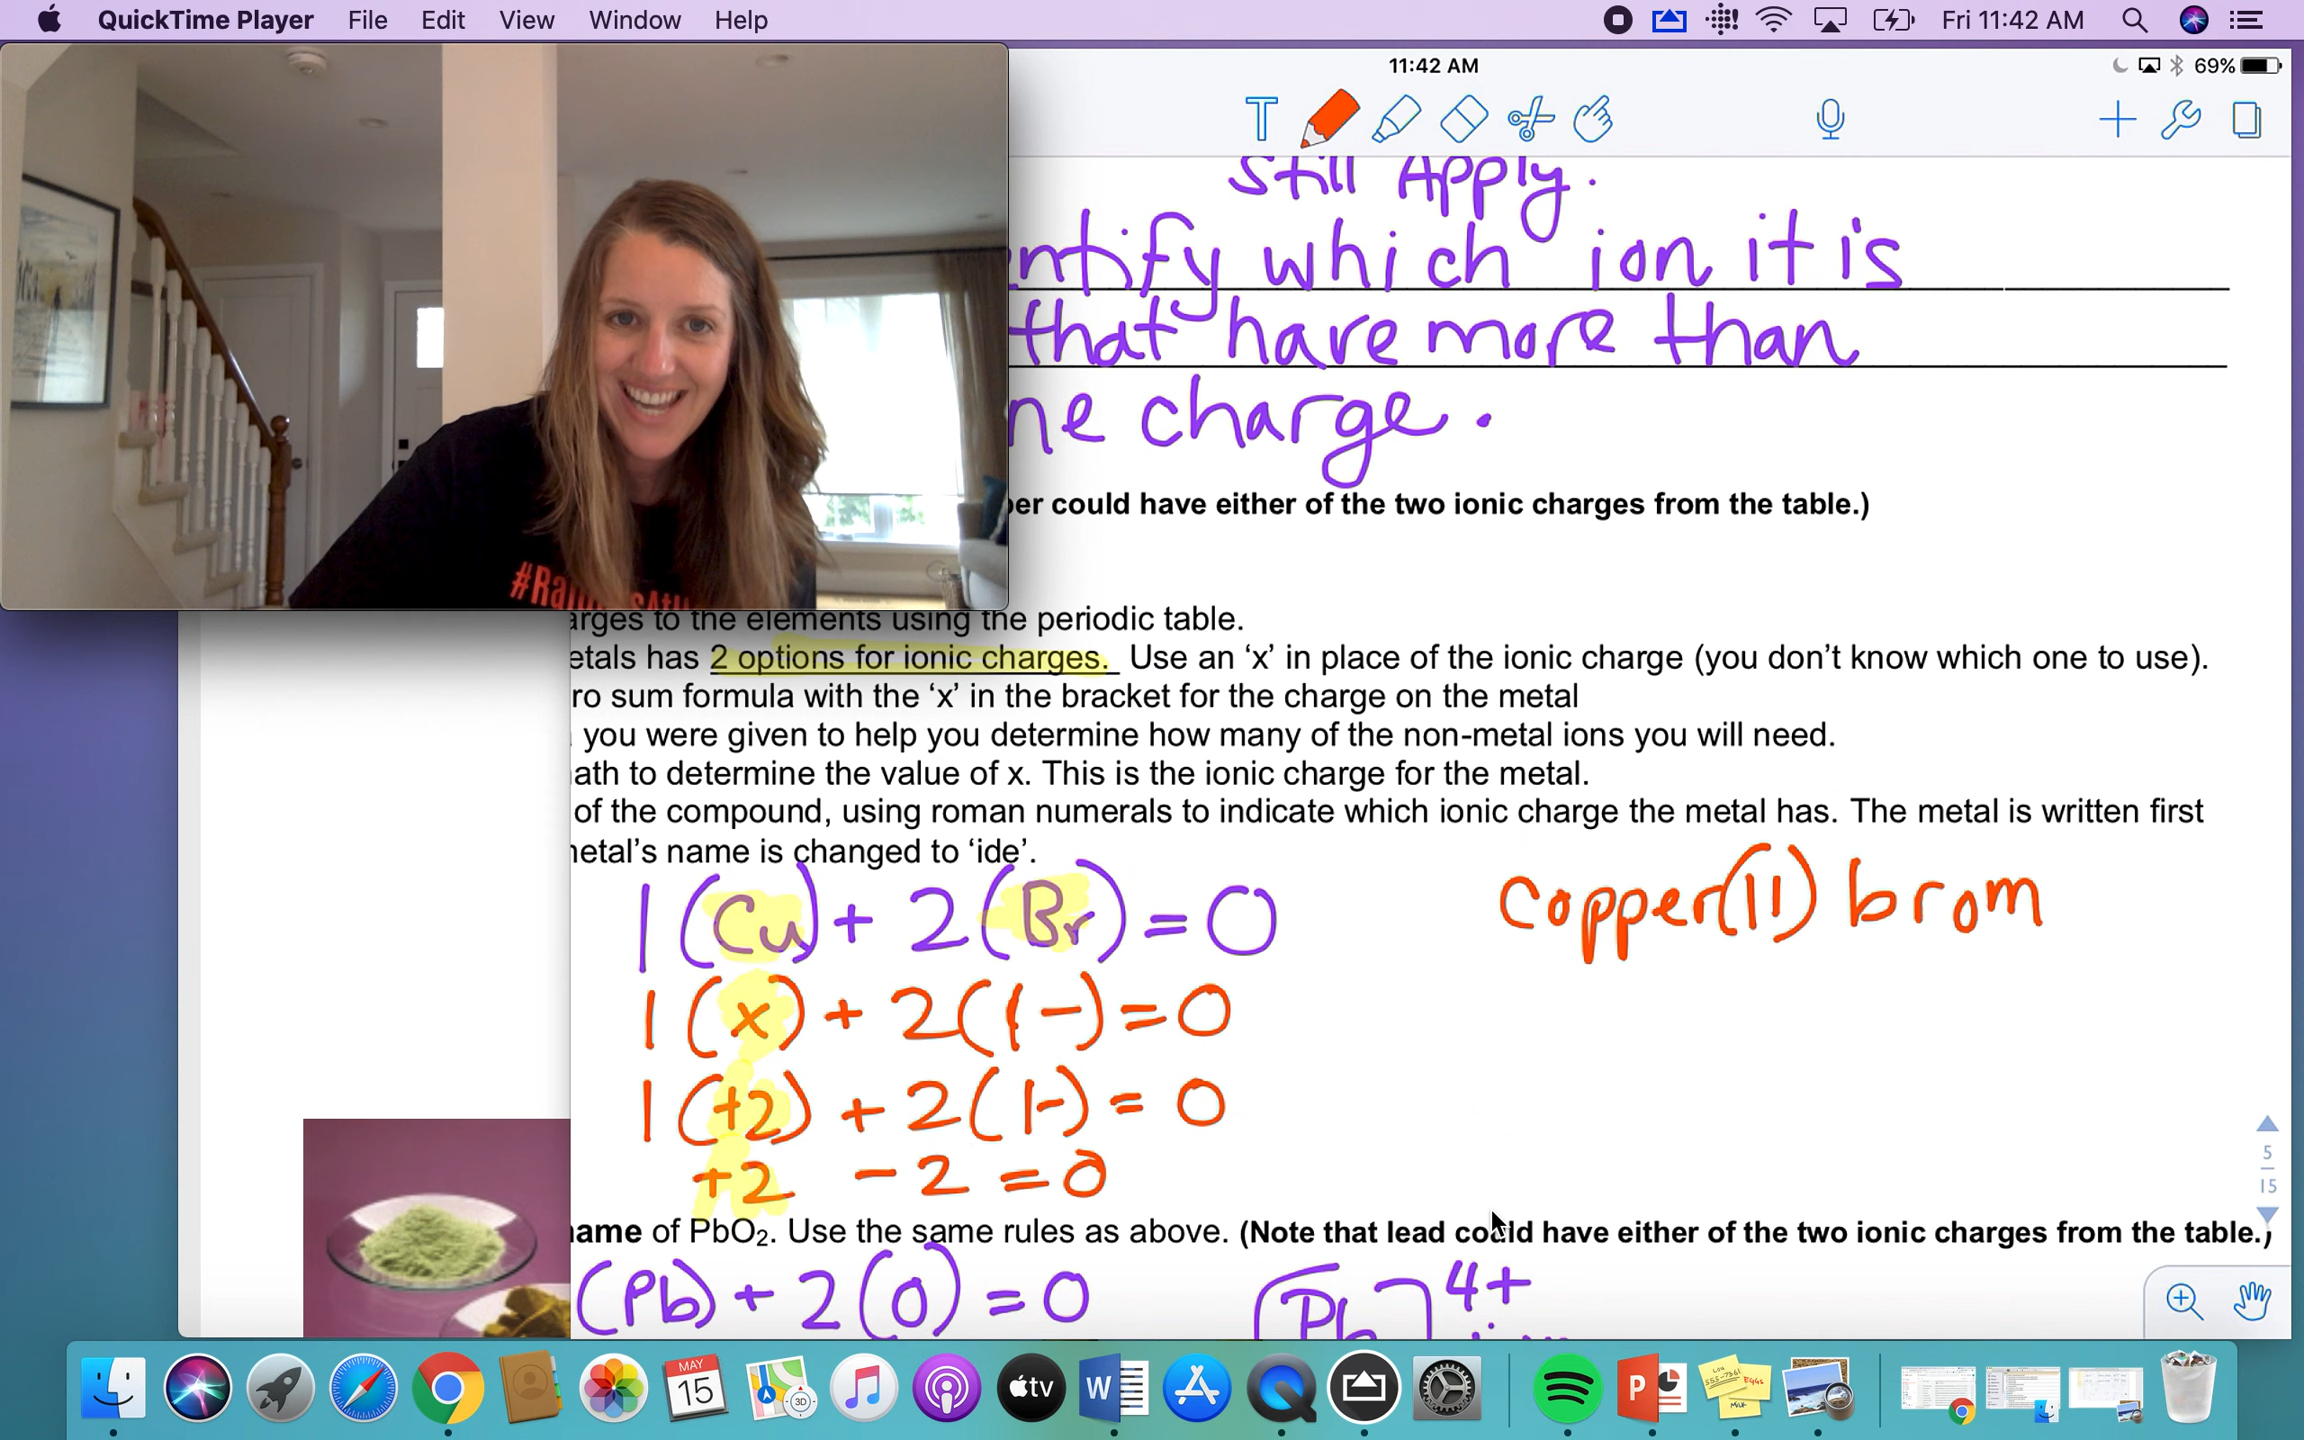 QuickTime Player File Edit View Window Help Fri 11:42 AM
11:42 AM 69%
T
Still Apply.
ntify which ion it is
that have more than
ne charge.
per could have either of the two ionic charges from the table.)
#Ra
arges to the elements using the periodic table.
etals has 2 options for ionic charges. Use an ‘x’ in place of the ionic charge (you don’t know which one to use).
ro sum formula with the ‘x’ in the bracket for the charge on the metal
you were given to help you determine how many of the non-metal ions you will need.
ath to determine the value of x. This is the ionic charge for the metal.
of the compound, using roman numerals to indicate which ionic charge the metal has. The metal is written first
etal’s name is changed to ‘ide’.
1 (Cu) + 2 (Br) = 0
copper(II) brom
1 (x) + 2 (1-) = 0
1 (+2) + 2 (1-) = 0
+2 - 2 = 0
5
15
name of PbO₂. Use the same rules as above. (Note that lead could have either of the two ionic charges from the table.)
(Pb) + 2 (O) = 0
[Pb]4+
MAY
15
3D
tv
W
P
EGGS
MILK